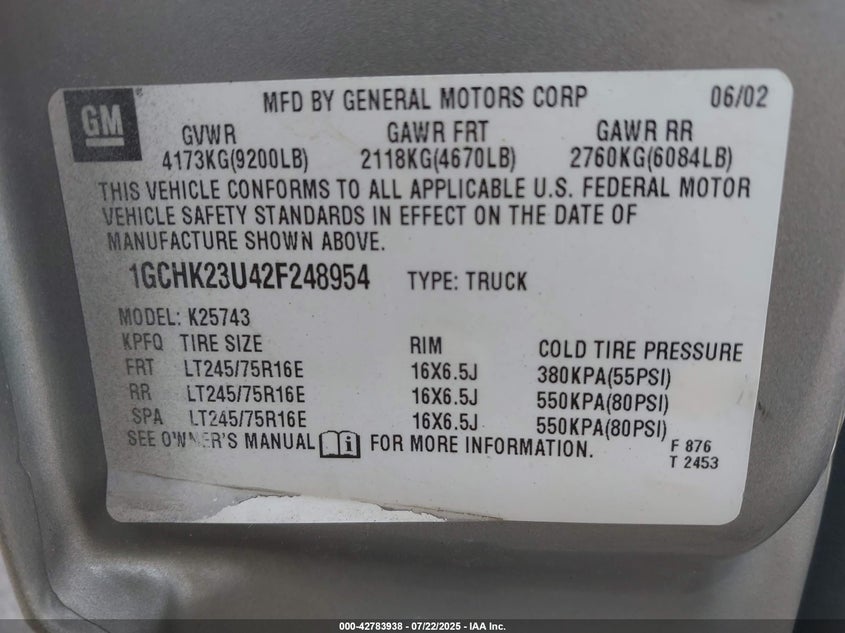 GM
MFD BY GENERAL MOTORS CORP 06/02
GVWR GAWR FRT GAWR RR
4173KG(9200LB) 2118KG(4670LB) 2760KG(6084LB)
THIS VEHICLE CONFORMS TO ALL APPLICABLE U.S. FEDERAL MOTOR
VEHICLE SAFETY STANDARDS IN EFFECT ON THE DATE OF
MANUFACTURE SHOWN ABOVE.
1GCHK23U42F248954 TYPE: TRUCK
MODEL: K25743
KPFQ TIRE SIZE RIM COLD TIRE PRESSURE
FRT LT245/75R16E 16X6.5J 380KPA(55PSI)
RR LT245/75R16E 16X6.5J 550KPA(80PSI)
SPA LT245/75R16E 16X6.5J 550KPA(80PSI)
SEE OWNER'S MANUAL FOR MORE INFORMATION.
F 876
T 2453
000-42783938 - 07/22/2025 - IAA Inc.